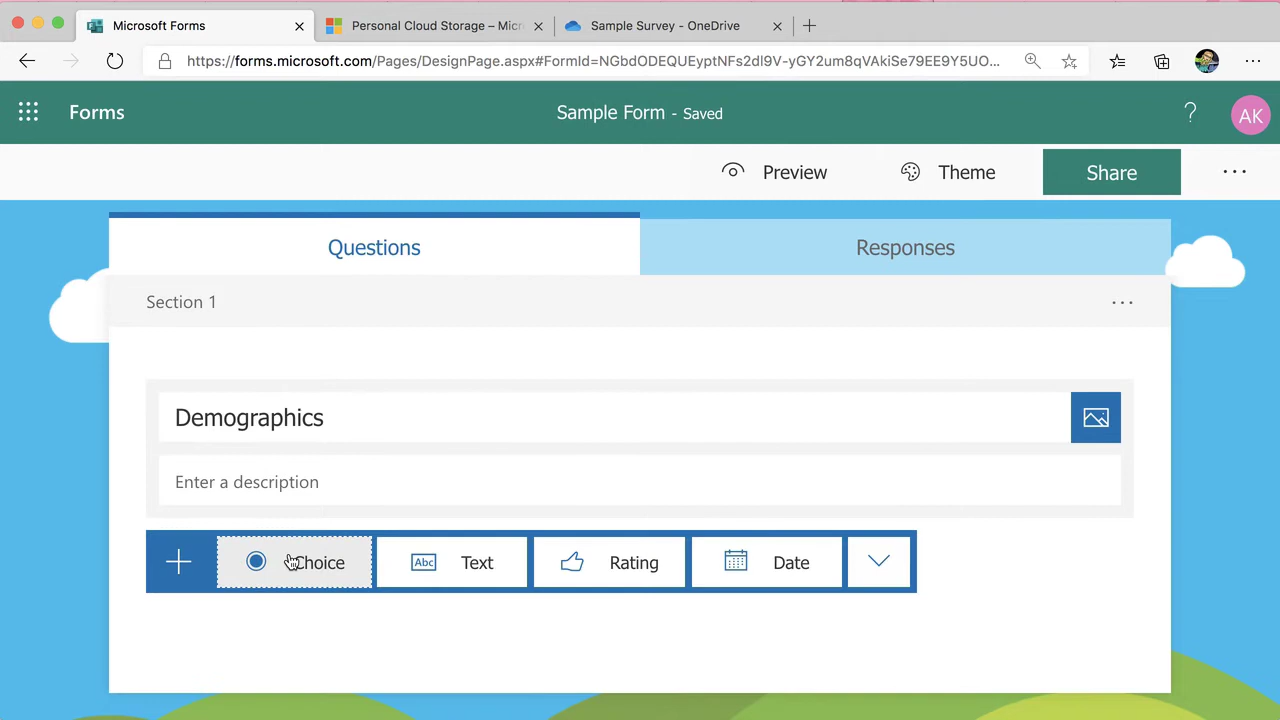 Microsoft Forms
Personal Cloud Storage – Micr
Sample Survey - OneDrive
https://forms.microsoft.com/Pages/DesignPage.aspx#FormId=NGbdODEQUEyptNFs2dl9V-yGY2um8qVAkiSe79EE9Y5UO...
Forms
Sample Form - Saved
?
AK
Preview
Theme
Share
Questions
Responses
Section 1
Demographics
Enter a description
Choice
Abc Text
Rating
Date